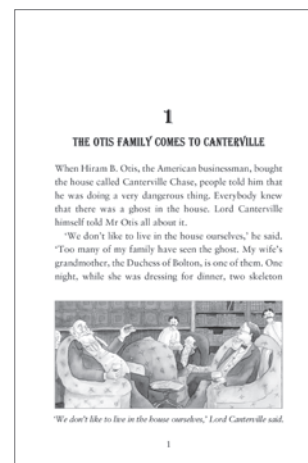 1
THE OTIS FAMILY COMES TO CANTERVILLE
When Hiram B. Otis, the American businessman, bought
the house called Canterville Chase, people told him that
he was doing a very dangerous thing. Everybody knew
that there was a ghost in the house. Lord Canterville
himself told Mr Otis all about it.
‘We don’t like to live in the house ourselves,’ he said.
‘Too many of my family have seen the ghost. My wife’s
grandmother, the Duchess of Bolton, is one of them. One
night, while she was dressing for dinner, two skeleton
‘We don’t like to live in the house ourselves,’ Lord Canterville said.
1